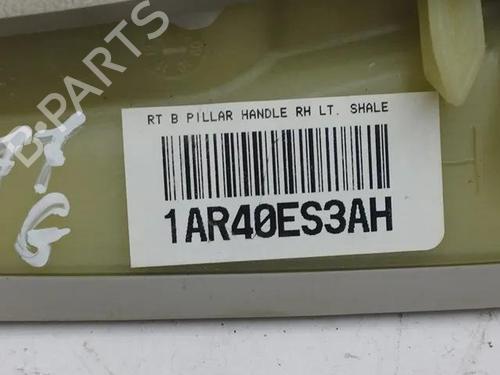 B-PARTS
RT B PILLAR HANDLE RH LT. SHALE
1AR40ES3AH